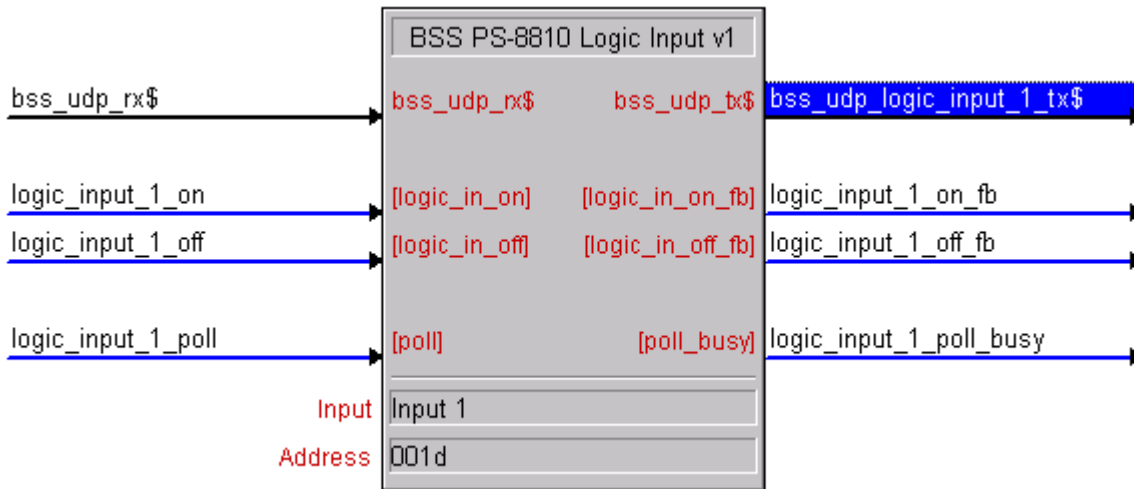 BSS PS-8810 Logic Input v1
bss_udp_rx$ bss_udp_rx$ bss_udp_tx$ bss_udp_logic_input_1_tx$
logic_input_1_on [logic_in_on] [logic_in_on_fb] logic_input_1_on_fb
logic_input_1_off [logic_in_off] [logic_in_off_fb] logic_input_1_off_fb
logic_input_1_poll [poll] [poll_busy] logic_input_1_poll_busy
Input Input 1
Address 001d